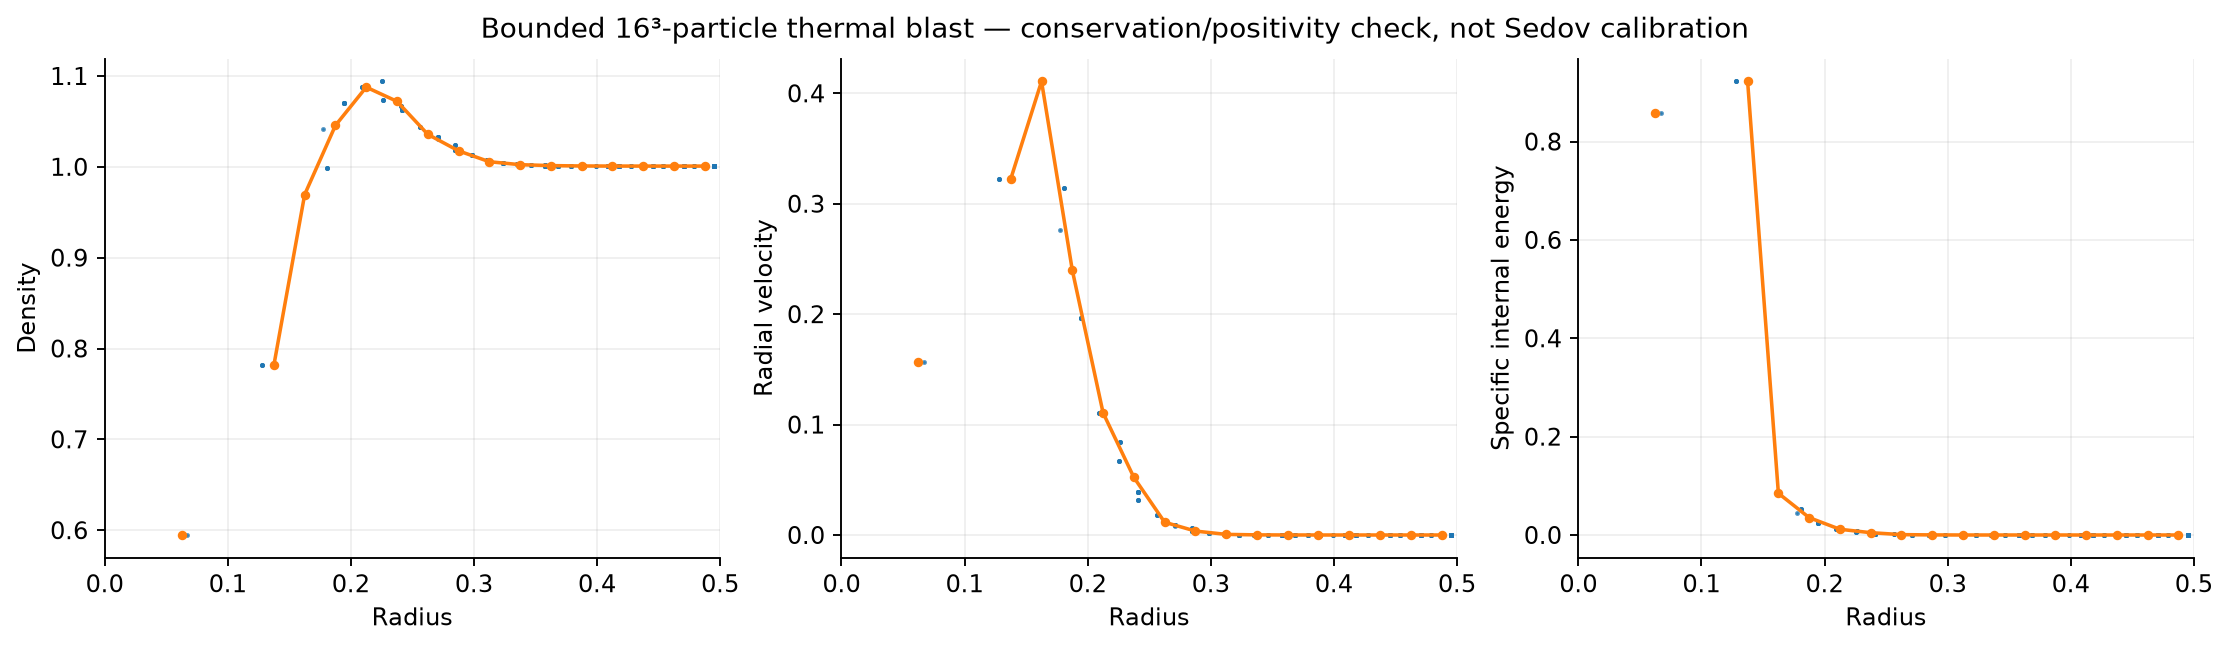 Bounded 16³-particle thermal blast — conservation/positivity check, not Sedov calibration
Density
1.1
1.0
0.9
0.8
0.7
0.6
0.0 0.1 0.2 0.3 0.4 0.5
Radius
Radial velocity
0.4
0.3
0.2
0.1
0.0
0.0 0.1 0.2 0.3 0.4 0.5
Radius
Specific internal energy
0.8
0.6
0.4
0.2
0.0
0.0 0.1 0.2 0.3 0.4 0.5
Radius